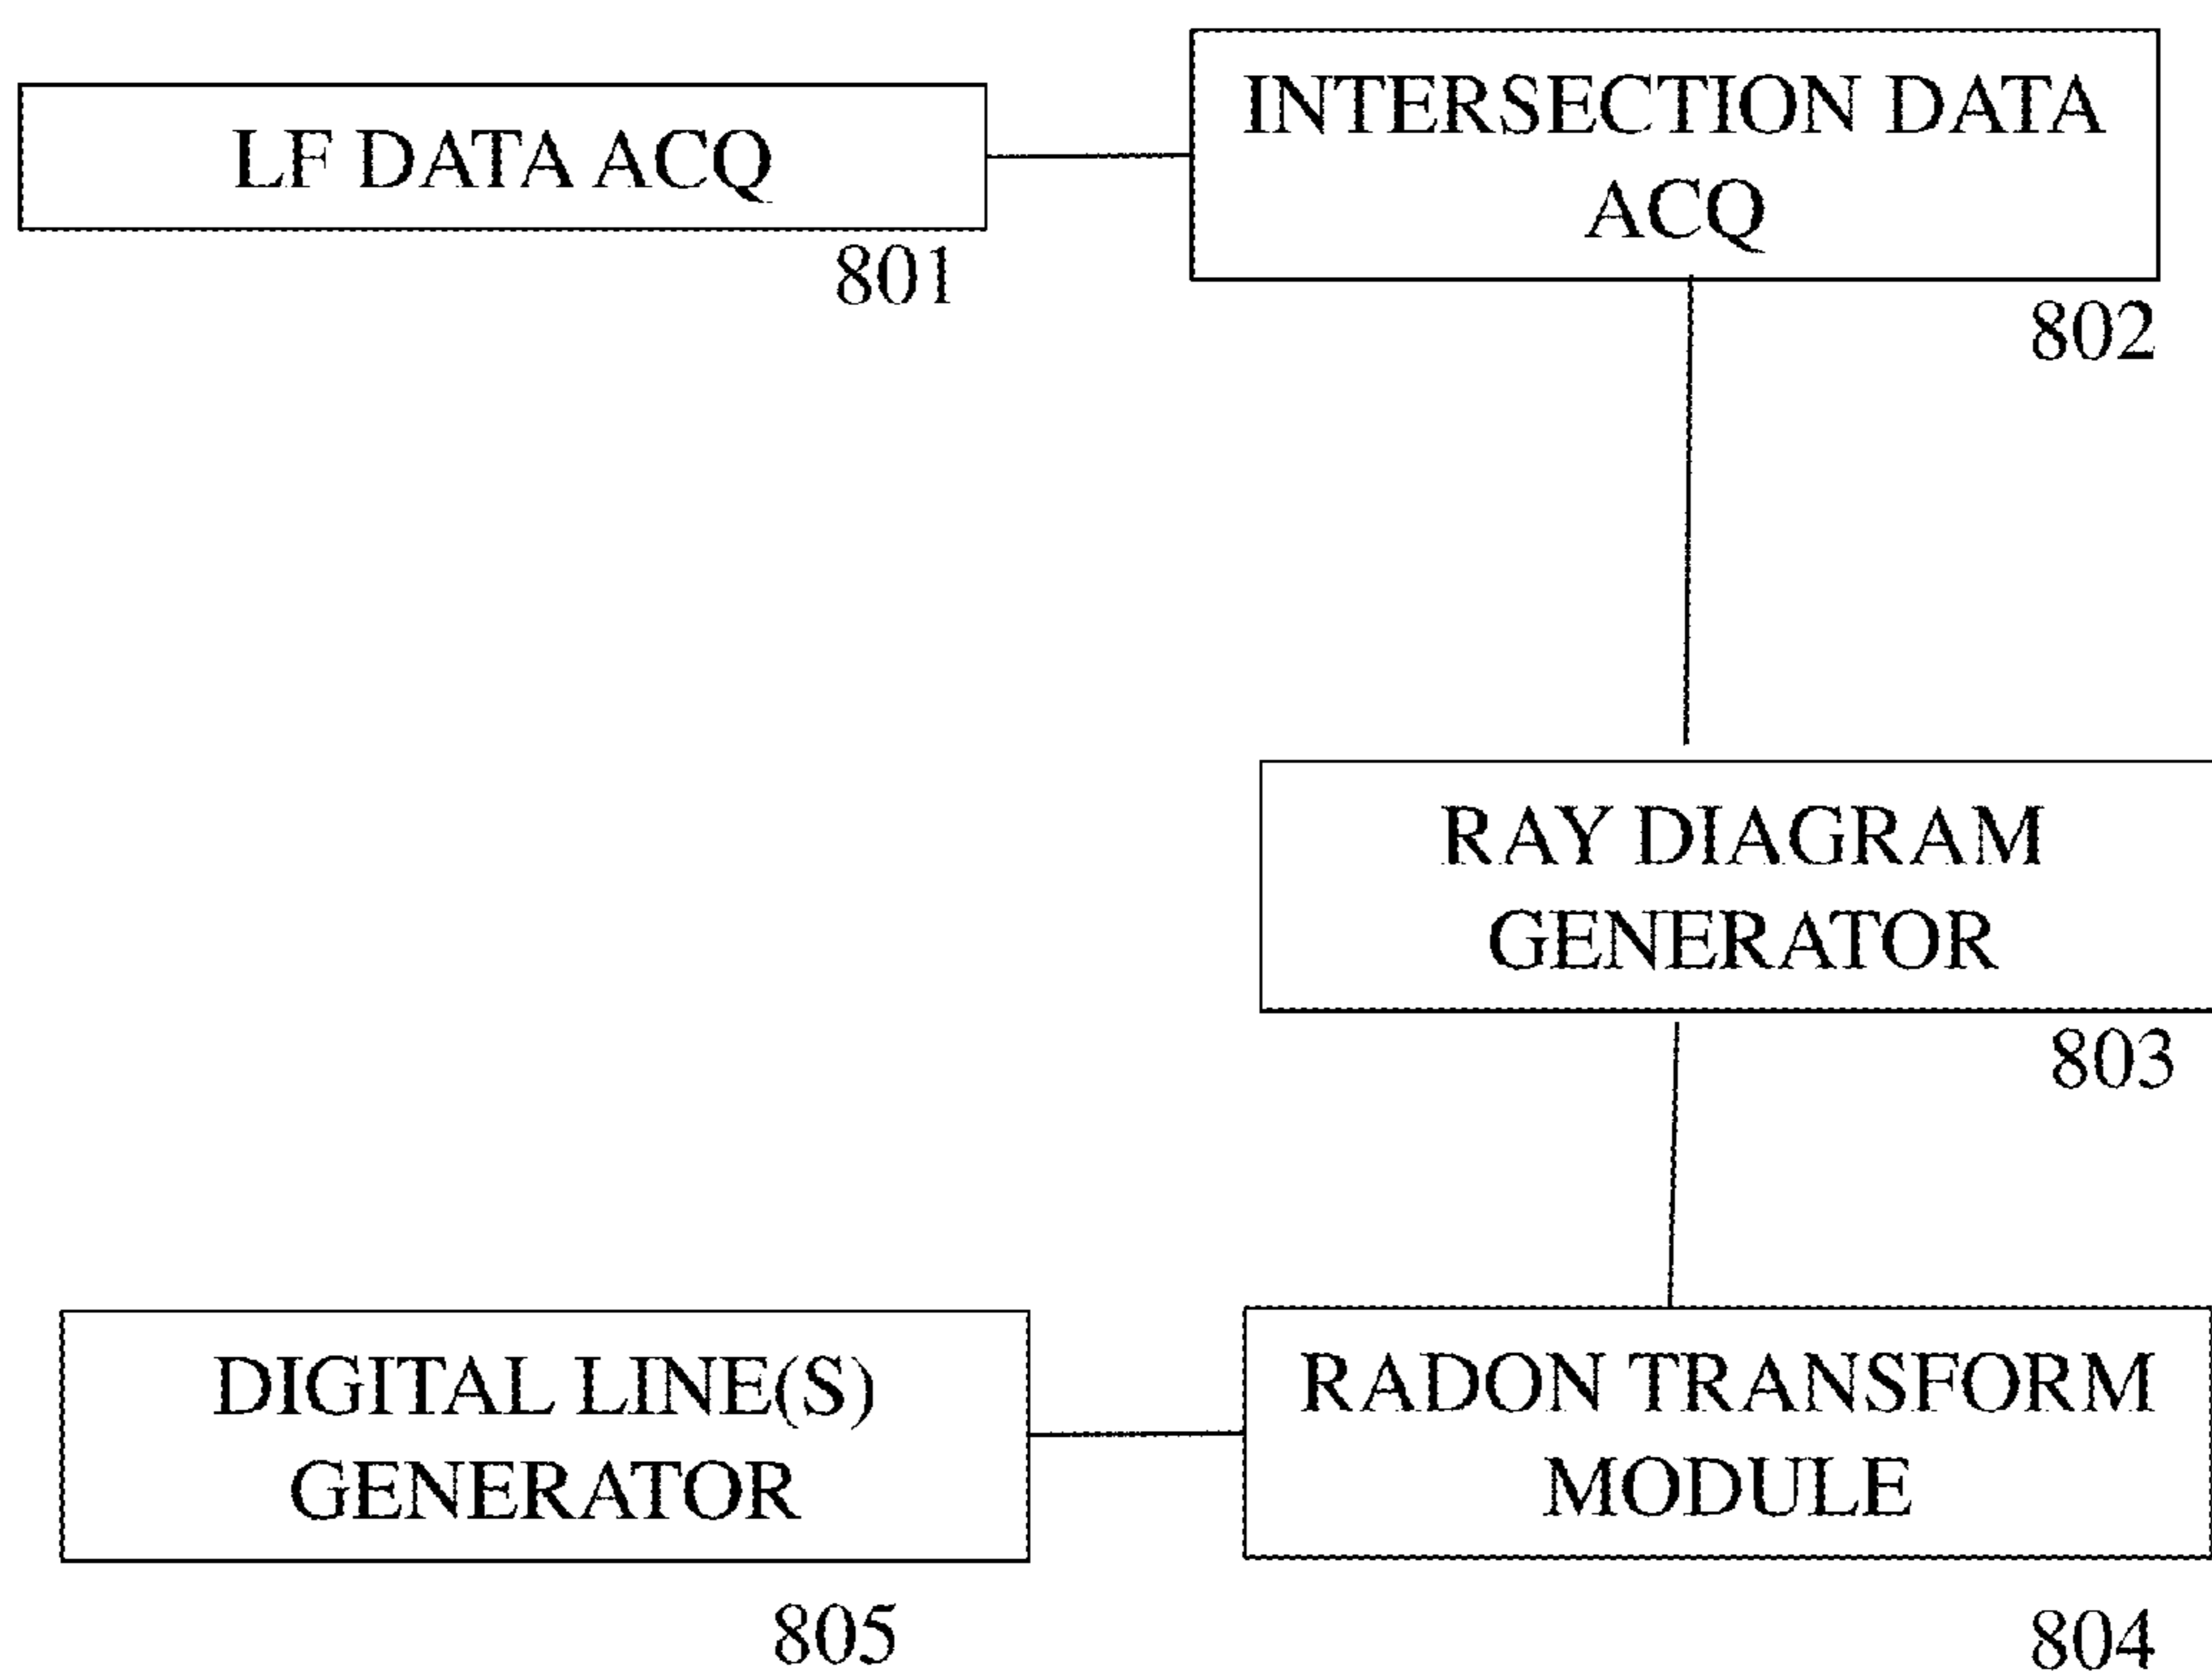 LF DATA ACQ
801
INTERSECTION DATA
ACQ
802
RAY DIAGRAM
GENERATOR
803
RADON TRANSFORM
MODULE
804
DIGITAL LINE(S)
GENERATOR
805